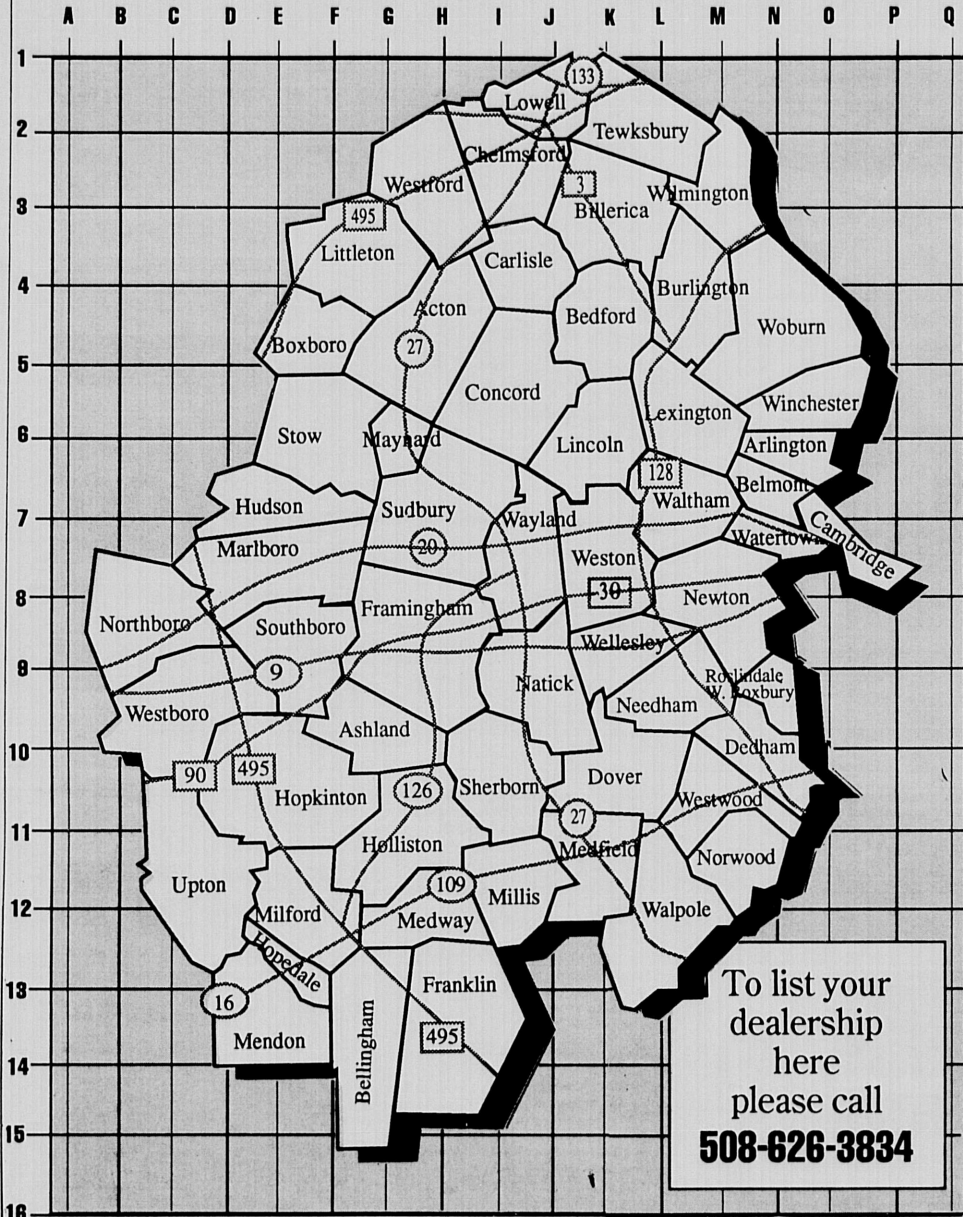 A B C D E F G H I J K L M N O P Q
1
133
Lowell
2
Tewksbury
Chelmsford
Westford
3
Wilmington
Billerica
3
495
Littleton
Carlisle
4
Burlington
Acton
Bedford
Woburn
Boxboro
27
5
Concord
Winchester
Lexington
6
Stow
Maynard
Lincoln
Arlington
128
Belmont
Waltham
Hudson
Sudbury
7
Wayland
Cambridge
Watertown
Marlboro
20
Weston
30
8
Newton
Framingham
Northboro
Southboro
Wellesley
9
9
Natick
Roslindale
W. Roxbury
Needham
Westboro
Ashland
10
Dedham
90
495
Dover
126
Sherborn
Hopkinton
Westwood
27
11
Holliston
Medfield
Norwood
Upton
109
Millis
12
Milford
Medway
Walpole
Hopedale
13
Franklin
16
Mendon
495
Bellingham
14
15
16
To list your
dealership
here
please call
508-626-3834